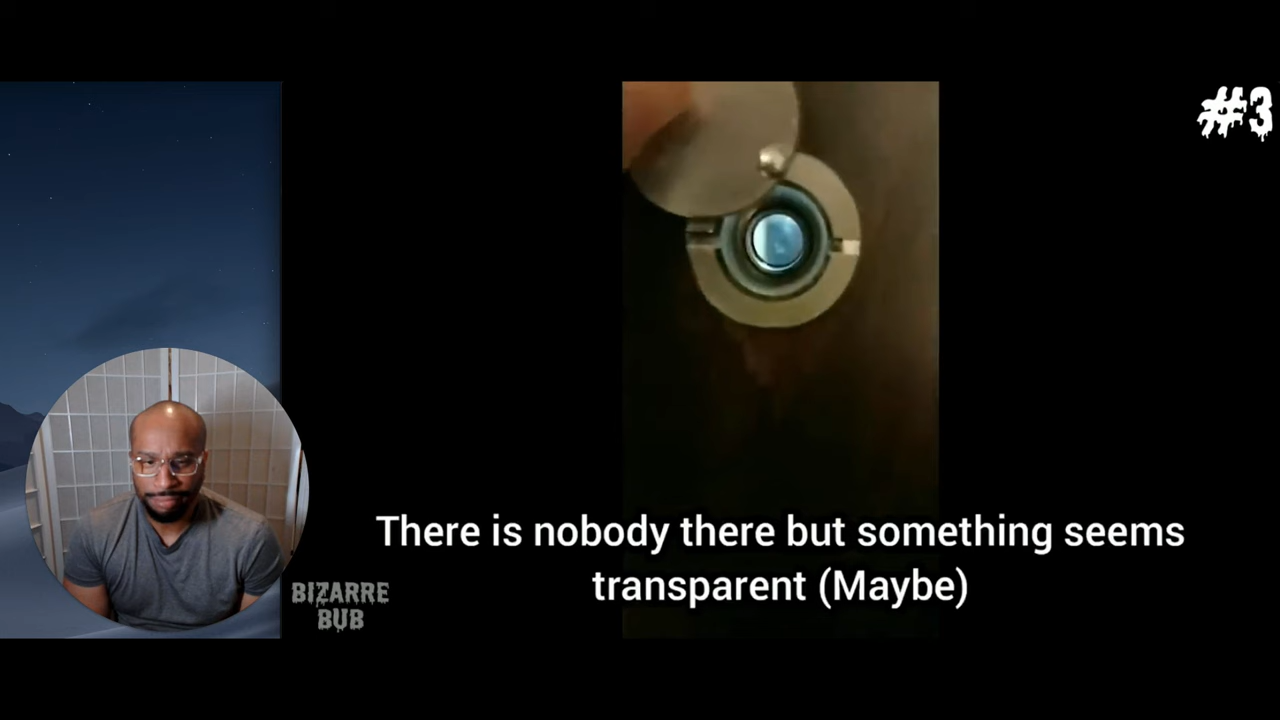 #3
There is nobody there but something seems
transparent (Maybe)
BIZARRE
BUB